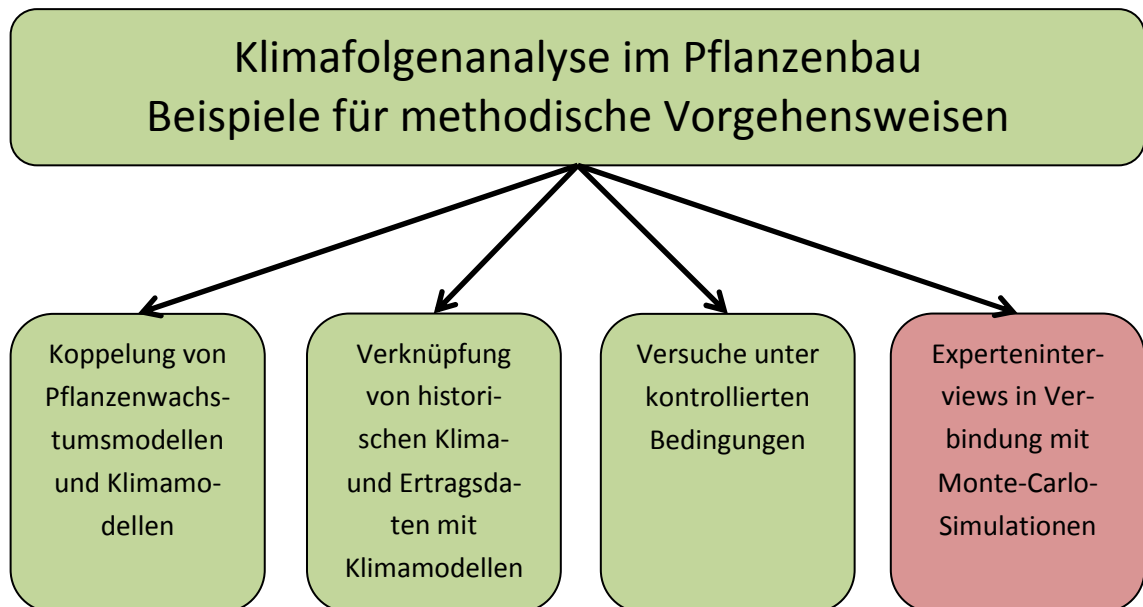 Klimafolgenanalyse im Pflanzenbau
Beispiele für methodische Vorgehensweisen
Koppelung von
Pflanzenwachs-
tumsmodellen
und Klimamo-
dellen
Verknüpfung
von histori-
schen Klima-
und Ertragsda-
ten mit
Klimamodellen
Versuche unter
kontrollierten
Bedingungen
Experteninter-
views in Ver-
bindung mit
Monte-Carlo-
Simulationen